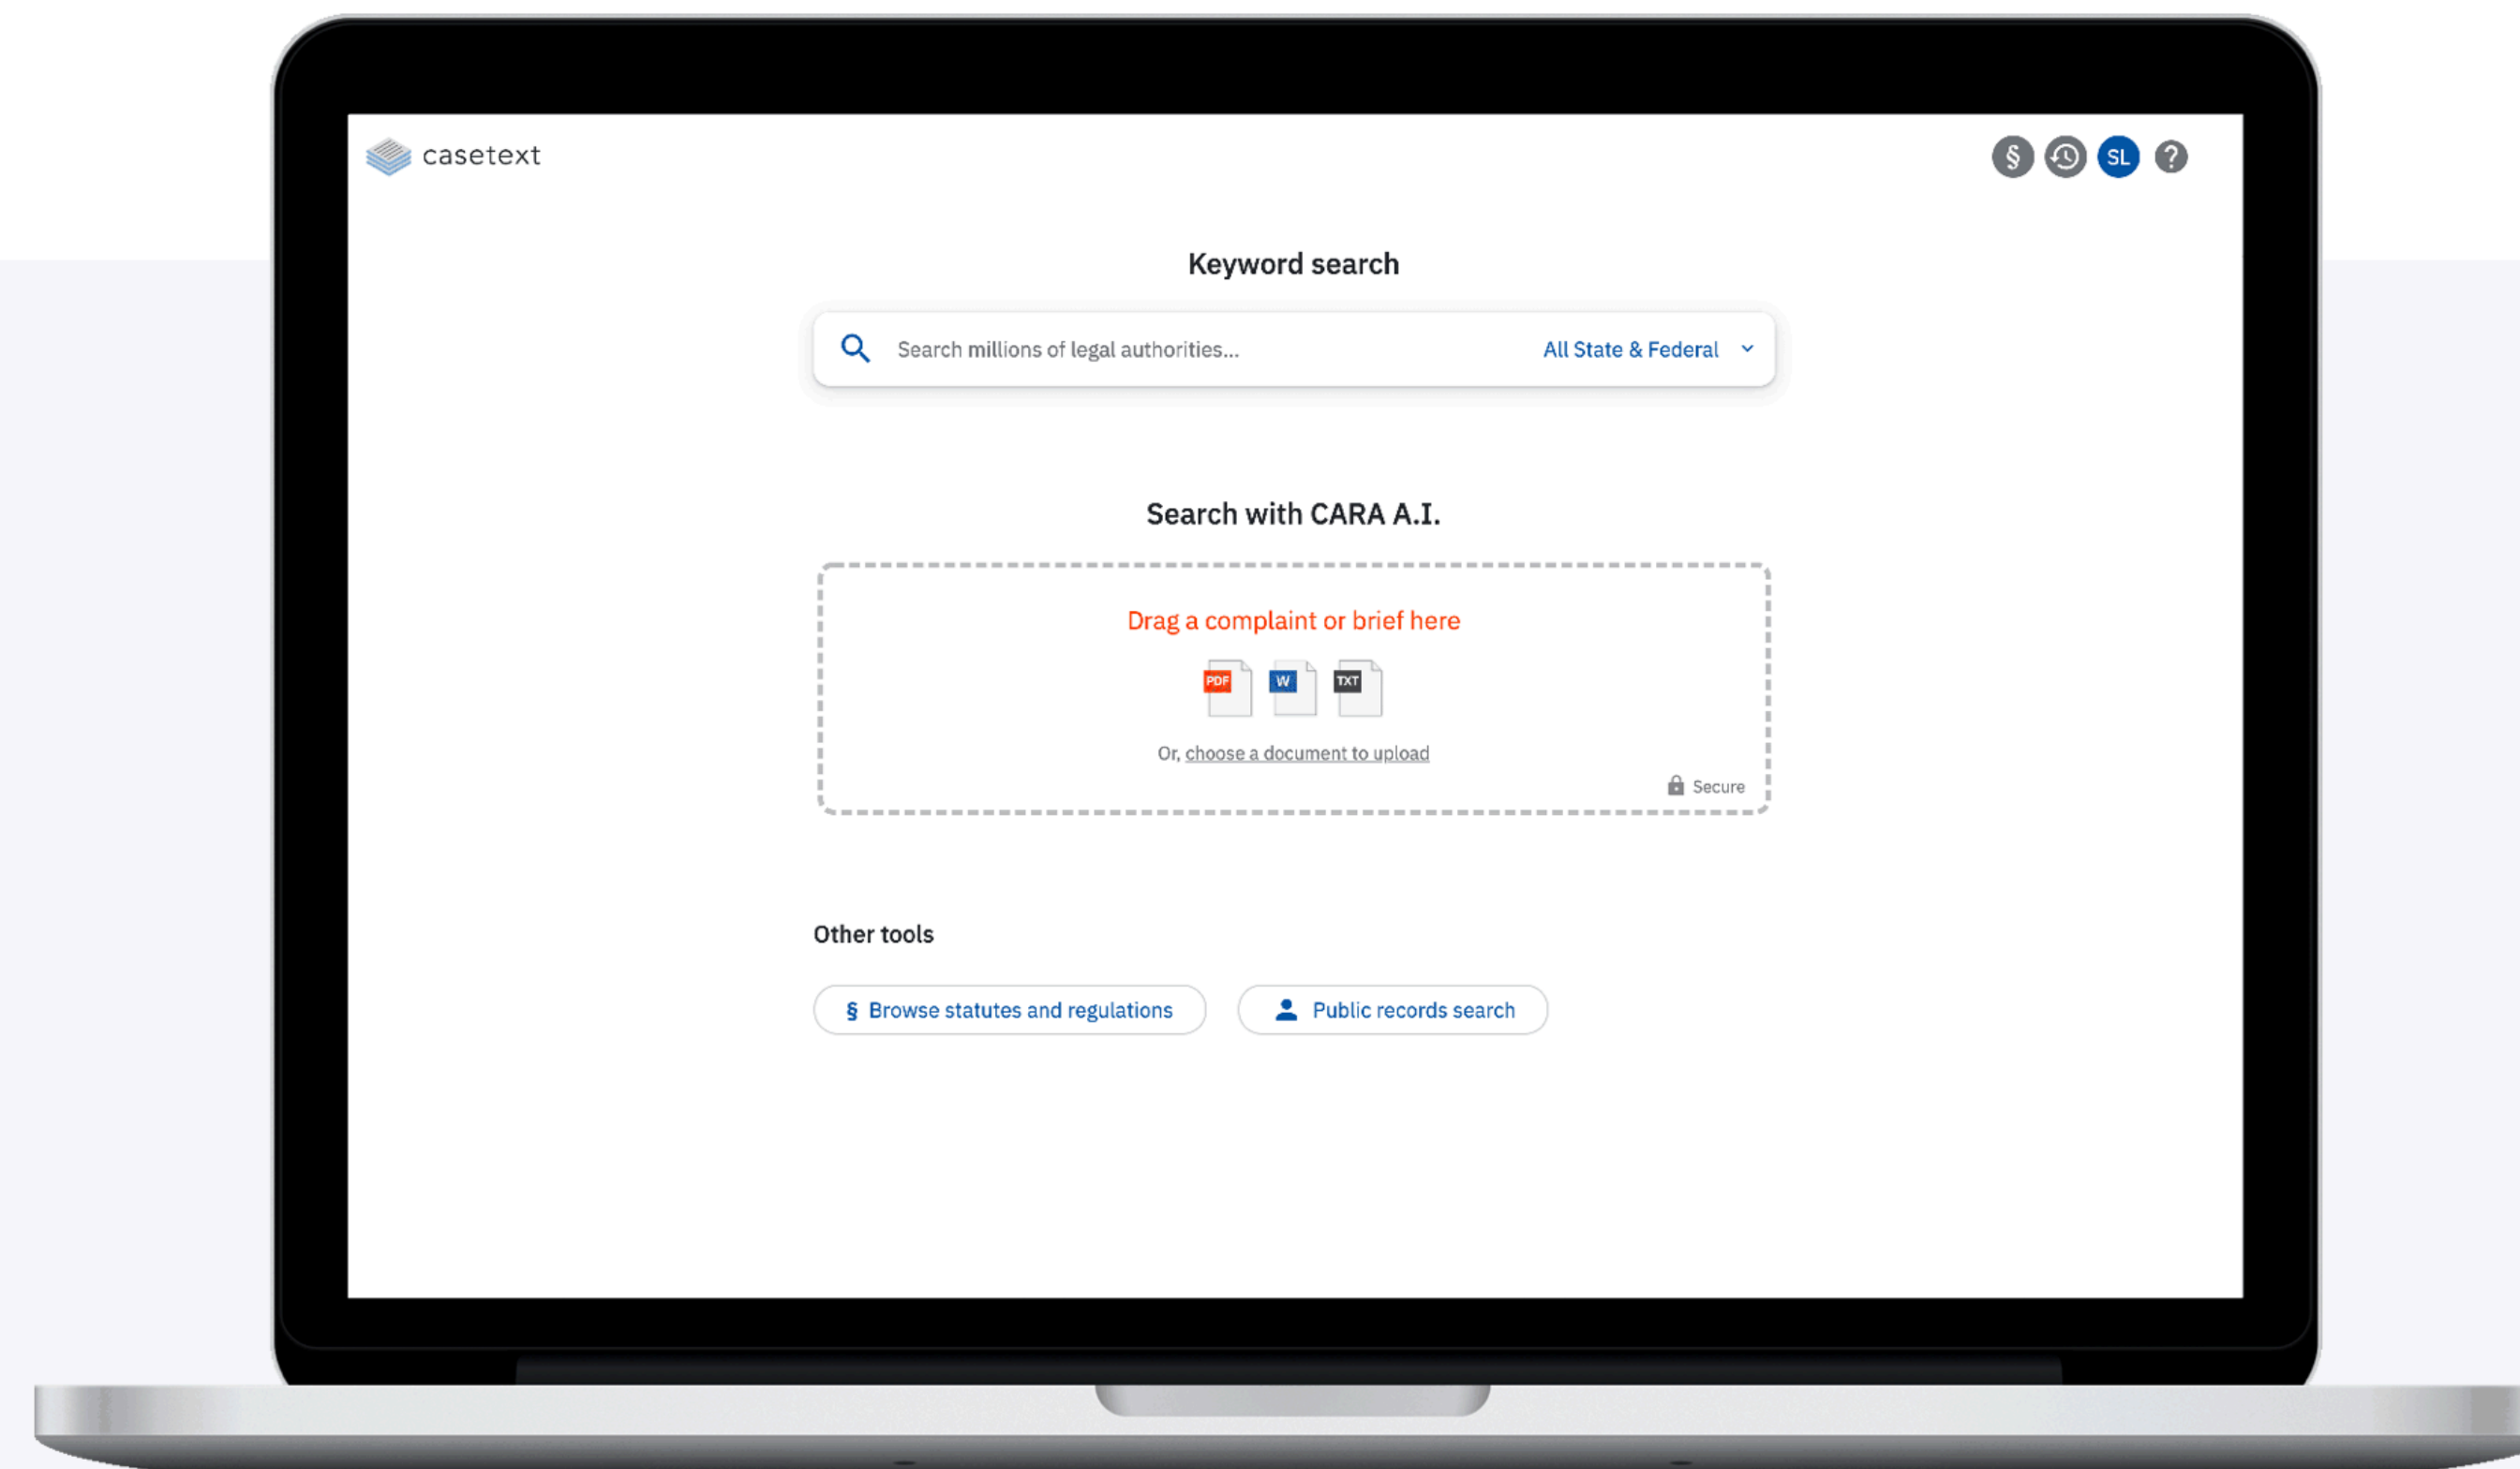 casetext
§ SL ?
Keyword search
Search millions of legal authorities... All State & Federal
Search with CARA A.I.
Drag a complaint or brief here
PDF W TXT
Or, choose a document to upload
Secure
Other tools
§ Browse statutes and regulations Public records search